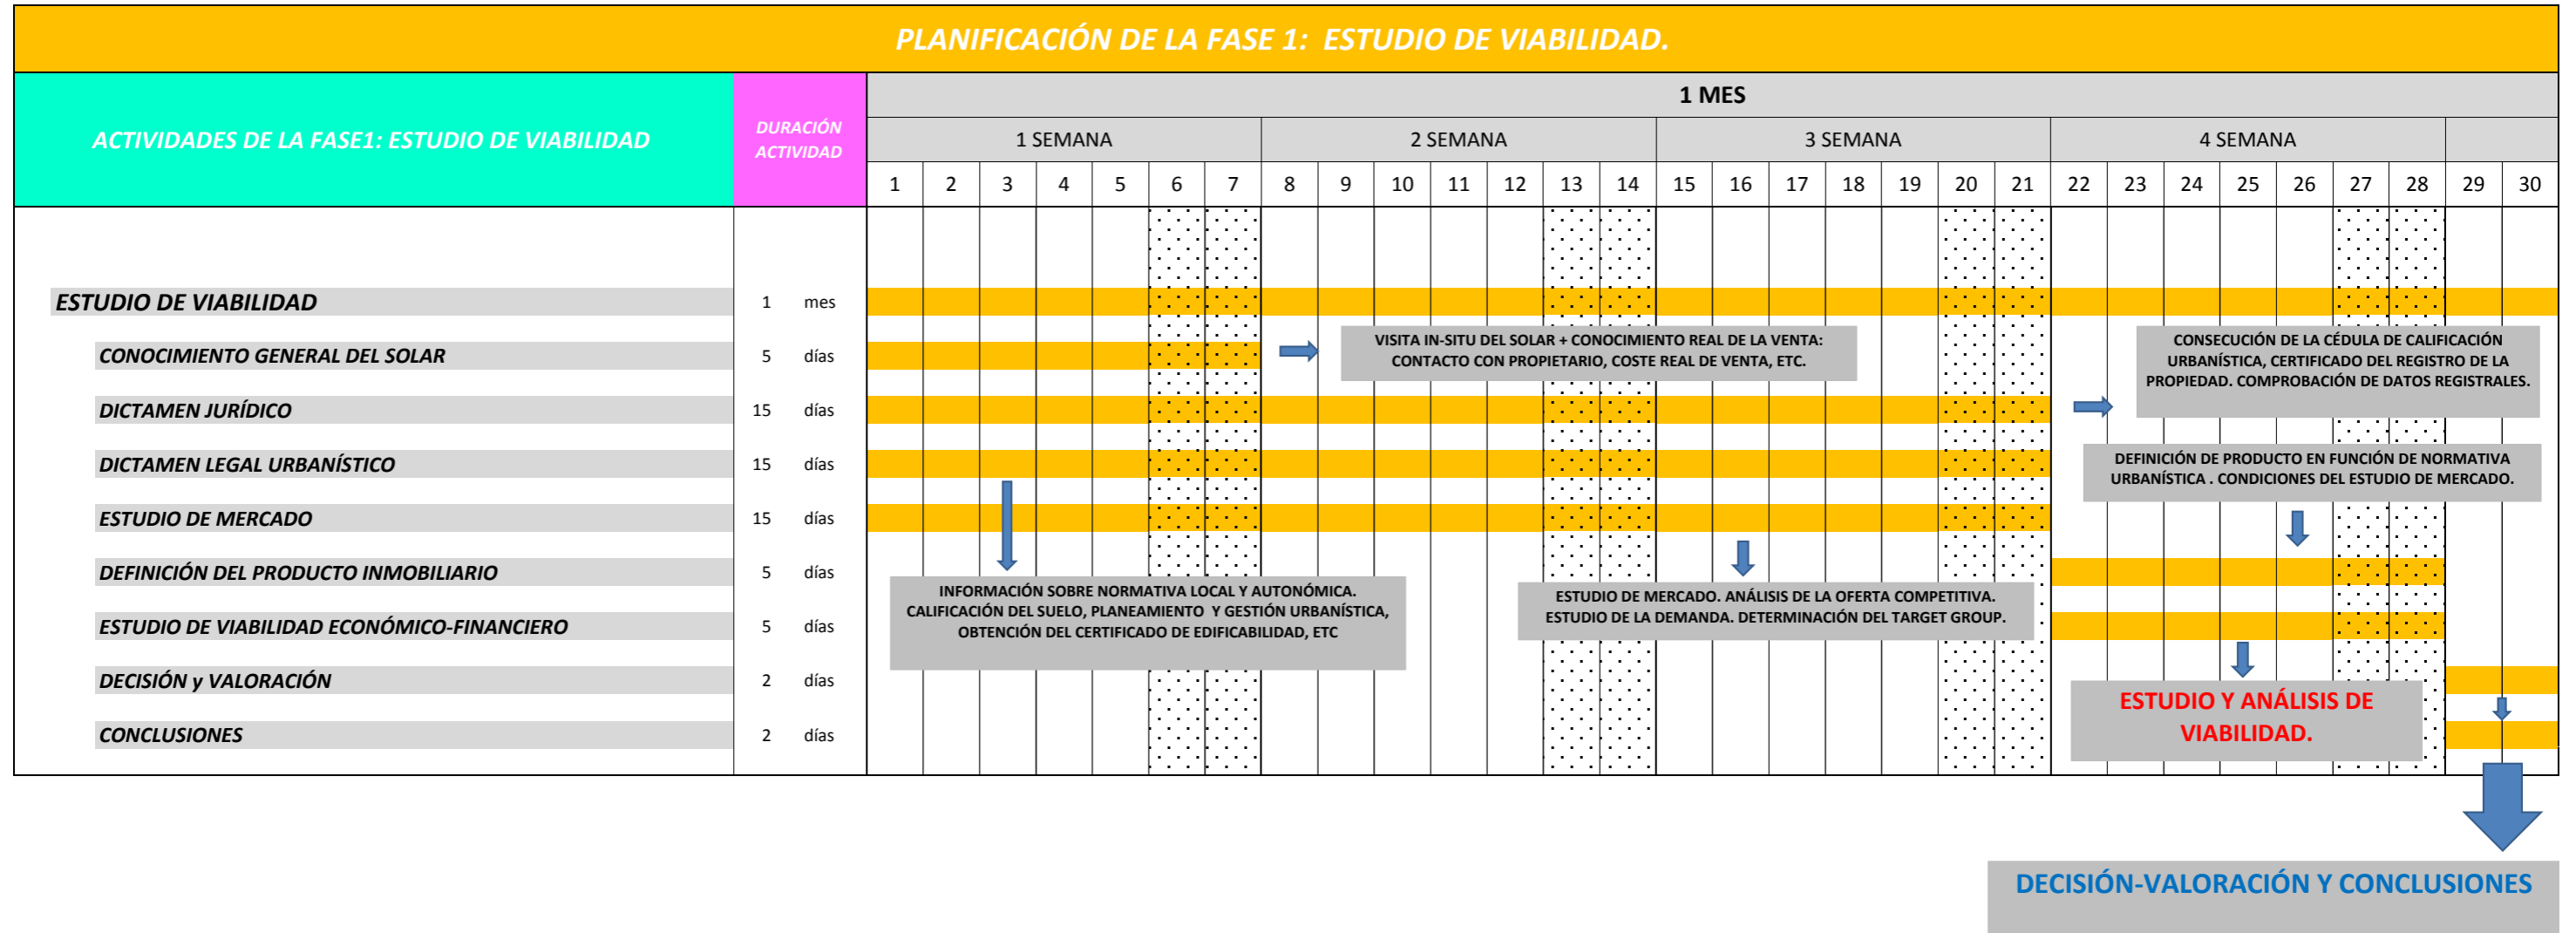 PLANIFICACIÓN DE LA FASE 1: ESTUDIO DE VIABILIDAD.
ACTIVIDADES DE LA FASE1: ESTUDIO DE VIABILIDAD
DURACIÓN
ACTIVIDAD
1 MES
1 SEMANA 2 SEMANA 3 SEMANA 4 SEMANA
1 2 3 4 5 6 7 8 9 10 11 12 13 14 15 16 17 18 19 20 21 22 23 24 25 26 27 28 29 30
ESTUDIO DE VIABILIDAD 1 mes
CONOCIMIENTO GENERAL DEL SOLAR 5 días
VISITA IN-SITU DEL SOLAR + CONOCIMIENTO REAL DE LA VENTA:
CONTACTO CON PROPIETARIO, COSTE REAL DE VENTA, ETC.
CONSECUCIÓN DE LA CÉDULA DE CALIFICACIÓN
URBANÍSTICA, CERTIFICADO DEL REGISTRO DE LA
PROPIEDAD. COMPROBACIÓN DE DATOS REGISTRALES.
DICTAMEN JURÍDICO 15 días
DICTAMEN LEGAL URBANÍSTICO 15 días
DEFINICIÓN DE PRODUCTO EN FUNCIÓN DE NORMATIVA
URBANÍSTICA . CONDICIONES DEL ESTUDIO DE MERCADO.
ESTUDIO DE MERCADO 15 días
DEFINICIÓN DEL PRODUCTO INMOBILIARIO 5 días
INFORMACIÓN SOBRE NORMATIVA LOCAL Y AUTONÓMICA.
CALIFICACIÓN DEL SUELO, PLANEAMIENTO Y GESTIÓN URBANÍSTICA,
OBTENCIÓN DEL CERTIFICADO DE EDIFICABILIDAD, ETC
ESTUDIO DE MERCADO. ANÁLISIS DE LA OFERTA COMPETITIVA.
ESTUDIO DE LA DEMANDA. DETERMINACIÓN DEL TARGET GROUP.
ESTUDIO DE VIABILIDAD ECONÓMICO-FINANCIERO 5 días
DECISIÓN y VALORACIÓN 2 días
ESTUDIO Y ANÁLISIS DE
VIABILIDAD.
CONCLUSIONES 2 días
DECISIÓN-VALORACIÓN Y CONCLUSIONES